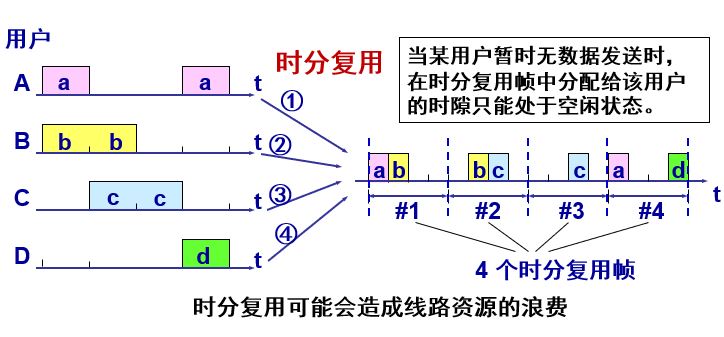 用户
时分复用
当某用户暂时无数据发送时,
在时分复用帧中分配给该用户
的时隙只能处于空闲状态。
A a a t ①
B b b t ②
C c c t ③
D d t ④
a b b c c a d t
#1 #2 #3 #4
4 个时分复用帧
时分复用可能会造成线路资源的浪费